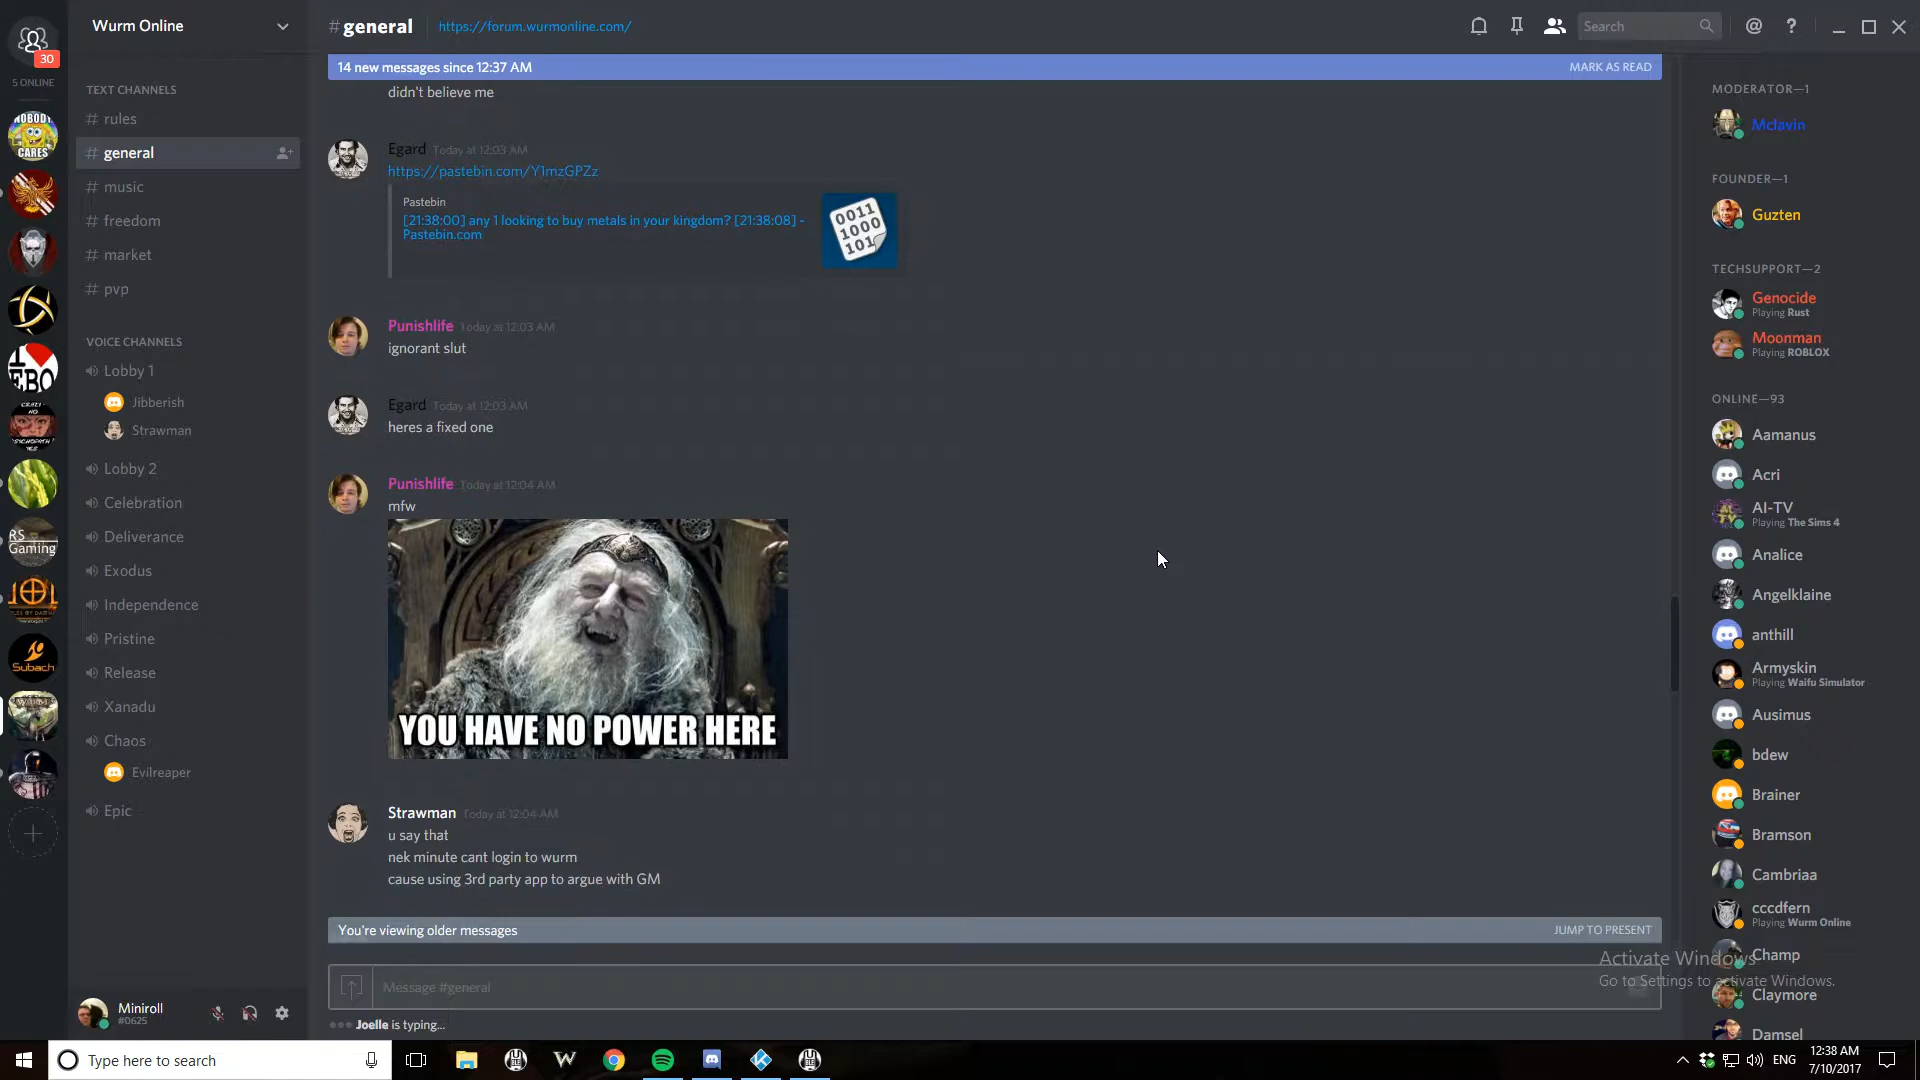 30
5 ONLINE
NOBODY
CARES
RS
Gaming
Subach
Wurm Online
TEXT CHANNELS
# rules
# general
# music
# freedom
# market
# pvp
VOICE CHANNELS
Lobby 1
Jibberish
Strawman
Lobby 2
Celebration
Deliverance
Exodus
Independence
Pristine
Release
Xanadu
Chaos
Evilreaper
Epic
Miniroll
#0625
#general
https://forum.wurmonline.com/
Search
14 new messages since 12:37 AM
MARK AS READ
didn't believe me
Egard Today at 12:03 AM
https://pastebin.com/Y1mzGPZz
Pastebin
[21:38:00] any 1 looking to buy metals in your kingdom? [21:38:08] -
Pastebin.com
0011
1000
101
Punishlife Today at 12:03 AM
ignorant slut
Egard Today at 12:03 AM
heres a fixed one
Punishlife Today at 12:04 AM
mfw
YOU HAVE NO POWER HERE
Strawman Today at 12:04 AM
u say that
nek minute cant login to wurm
cause using 3rd party app to argue with GM
You're viewing older messages
JUMP TO PRESENT
Message #general
Joelle is typing...
MODERATOR—1
Mclavin
FOUNDER—1
Guzten
TECHSUPPORT—2
Genocide
Playing Rust
Moonman
Playing ROBLOX
ONLINE—93
Aamanus
Acri
AI-TV
Playing The Sims 4
Analice
Angelklaine
anthill
Armyskin
Playing Waifu Simulator
Ausimus
bdew
Brainer
Bramson
Cambriaa
cccdfern
Playing Wurm Online
Champ
Claymore
Damsel
Activate Windows
Go to Settings to activate Windows.
Type here to search
ENG
12:38 AM
7/10/2017